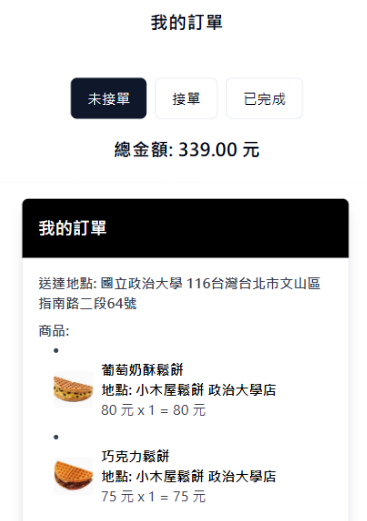 我的訂單
未接單
接單
已完成
總金額: 339.00 元
我的訂單
送達地點: 國立政治大學 116台灣台北市文山區
指南路二段64號
商品:
葡萄奶酥鬆餅
地點: 小木屋鬆餅 政治大學店
80 元 x 1 = 80 元
巧克力鬆餅
地點: 小木屋鬆餅 政治大學店
75 元 x 1 = 75 元